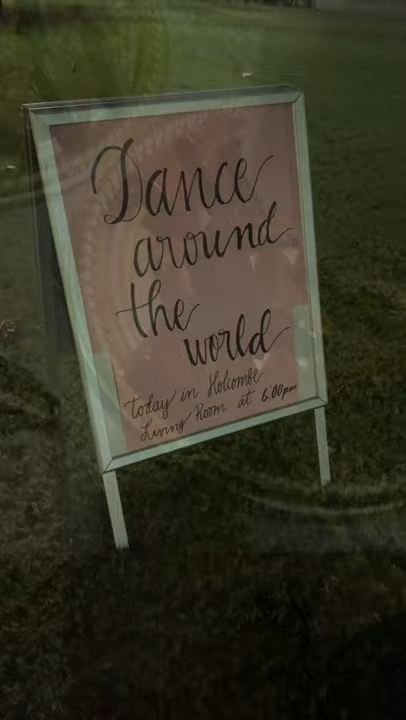 Dance
around
the
world
Today in Holcombe
Living Room at 6:00pm